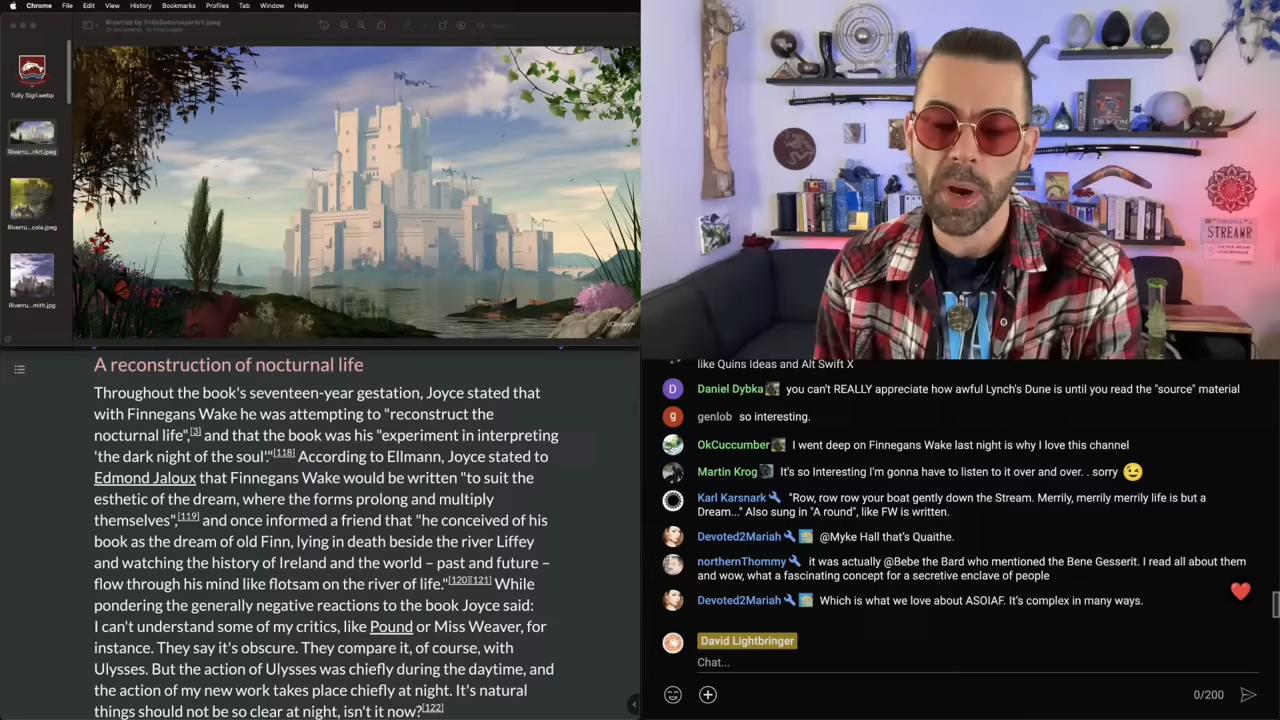 Chrome File Edit View History Bookmarks Profiles Tab Window Help
Riverrun by FelixSotomayorArt.jpeg
Tully Sigil.webp
Riverru...rArt.jpeg
Riverru...cola.jpeg
Riverru...mith.jpg
A reconstruction of nocturnal life
Throughout the book's seventeen-year gestation, Joyce stated that
with Finnegans Wake he was attempting to "reconstruct the
nocturnal life",[3] and that the book was his "experiment in interpreting
'the dark night of the soul'."[118] According to Ellmann, Joyce stated to
Edmond Jaloux that Finnegans Wake would be written "to suit the
esthetic of the dream, where the forms prolong and multiply
themselves",[119] and once informed a friend that "he conceived of his
book as the dream of old Finn, lying in death beside the river Liffey
and watching the history of Ireland and the world – past and future –
flow through his mind like flotsam on the river of life."[120][121] While
pondering the generally negative reactions to the book Joyce said:
I can't understand some of my critics, like Pound or Miss Weaver, for
instance. They say it's obscure. They compare it, of course, with
Ulysses. But the action of Ulysses was chiefly during the daytime, and
the action of my new work takes place chiefly at night. It's natural
things should not be so clear at night, isn't it now?[122]
DRAGON
STREAMR
like Quins Ideas and Alt Swift X
D Daniel Dybka you can't REALLY appreciate how awful Lynch's Dune is until you read the "source" material
g genlob so interesting.
OkCuccumber I went deep on Finnegans Wake last night is why I love this channel
Martin Krog It's so Interesting I'm gonna have to listen to it over and over. . sorry 😉
Karl Karsnark "Row, row row your boat gently down the Stream. Merrily, merrily merrily life is but a
Dream..." Also sung in "A round", like FW is written.
Devoted2Mariah @Myke Hall that's Quaithe.
northernThommy it was actually @Bebe the Bard who mentioned the Bene Gesserit. I read all about them
and wow, what a fascinating concept for a secretive enclave of people
Devoted2Mariah Which is what we love about ASOIAF. It's complex in many ways.
David Lightbringer
Chat...
0/200